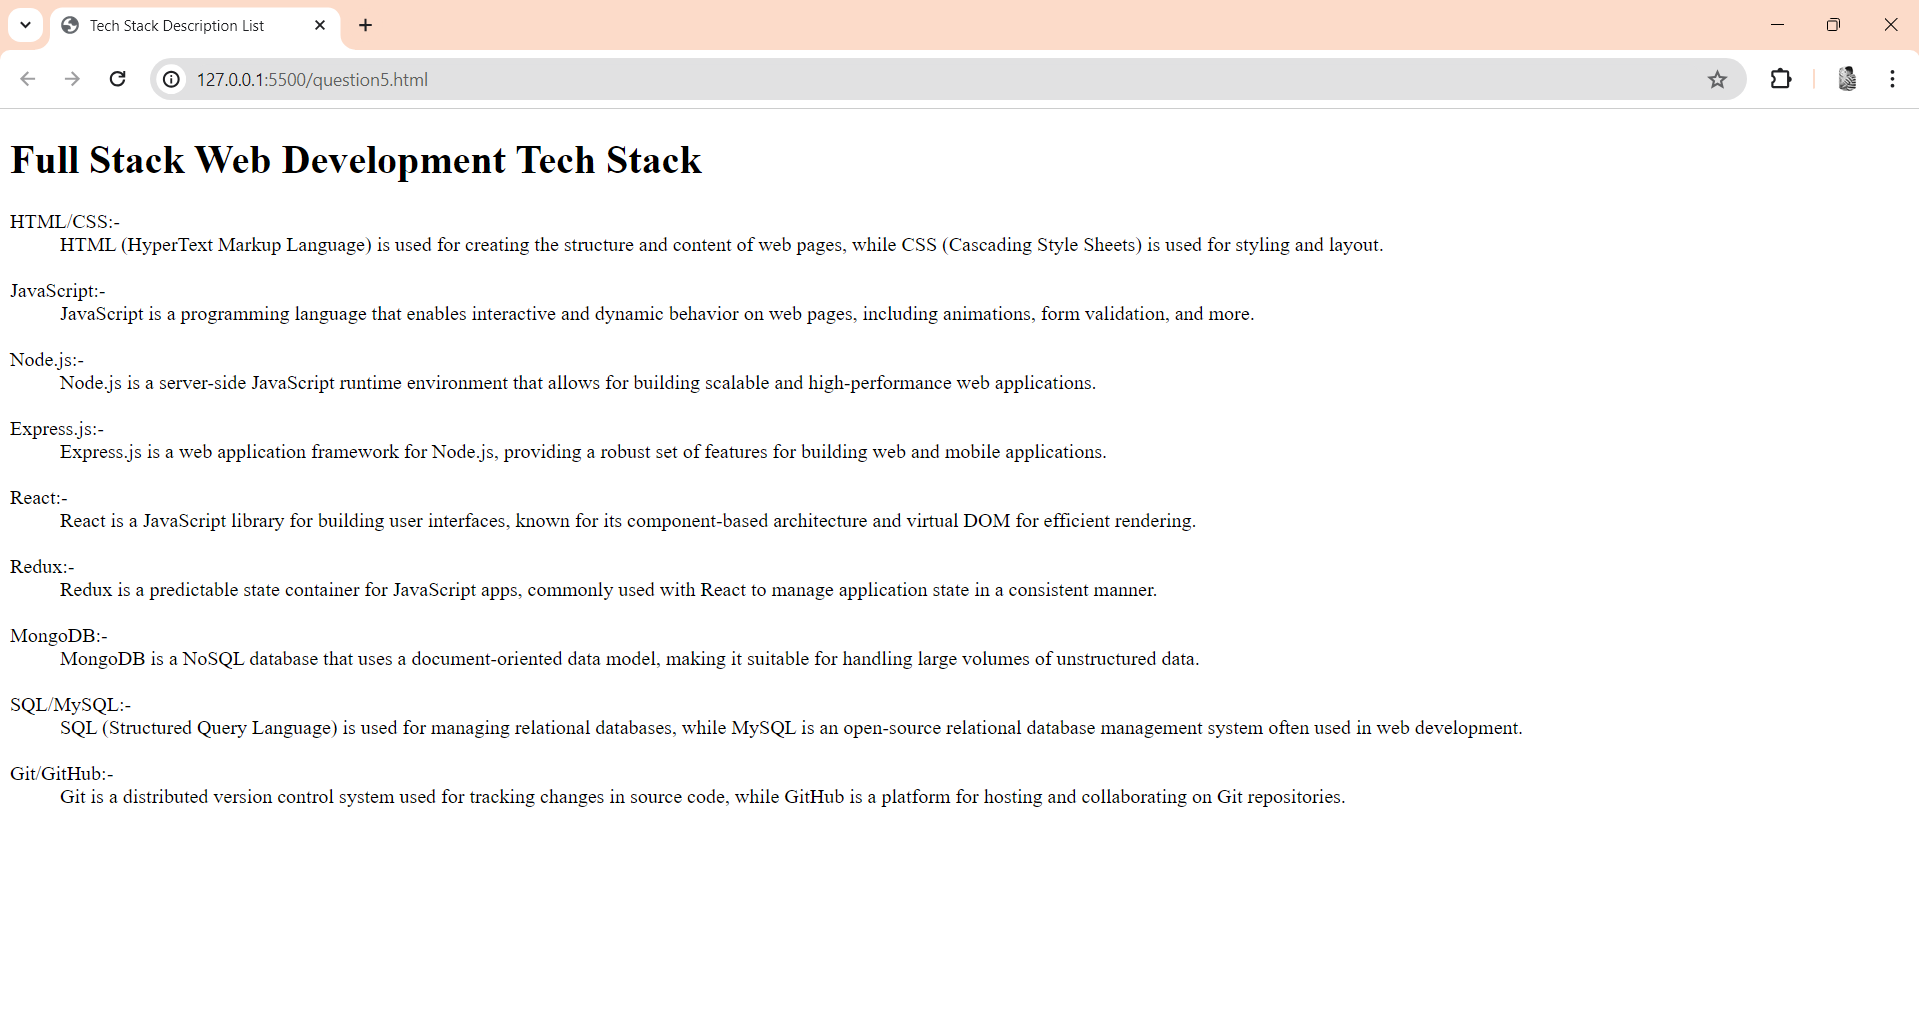 Tech Stack Description List
127.0.0.1:5500/question5.html
Full Stack Web Development Tech Stack
HTML/CSS:-
HTML (HyperText Markup Language) is used for creating the structure and content of web pages, while CSS (Cascading Style Sheets) is used for styling and layout.
JavaScript:-
JavaScript is a programming language that enables interactive and dynamic behavior on web pages, including animations, form validation, and more.
Node.js:-
Node.js is a server-side JavaScript runtime environment that allows for building scalable and high-performance web applications.
Express.js:-
Express.js is a web application framework for Node.js, providing a robust set of features for building web and mobile applications.
React:-
React is a JavaScript library for building user interfaces, known for its component-based architecture and virtual DOM for efficient rendering.
Redux:-
Redux is a predictable state container for JavaScript apps, commonly used with React to manage application state in a consistent manner.
MongoDB:-
MongoDB is a NoSQL database that uses a document-oriented data model, making it suitable for handling large volumes of unstructured data.
SQL/MySQL:-
SQL (Structured Query Language) is used for managing relational databases, while MySQL is an open-source relational database management system often used in web development.
Git/GitHub:-
Git is a distributed version control system used for tracking changes in source code, while GitHub is a platform for hosting and collaborating on Git repositories.